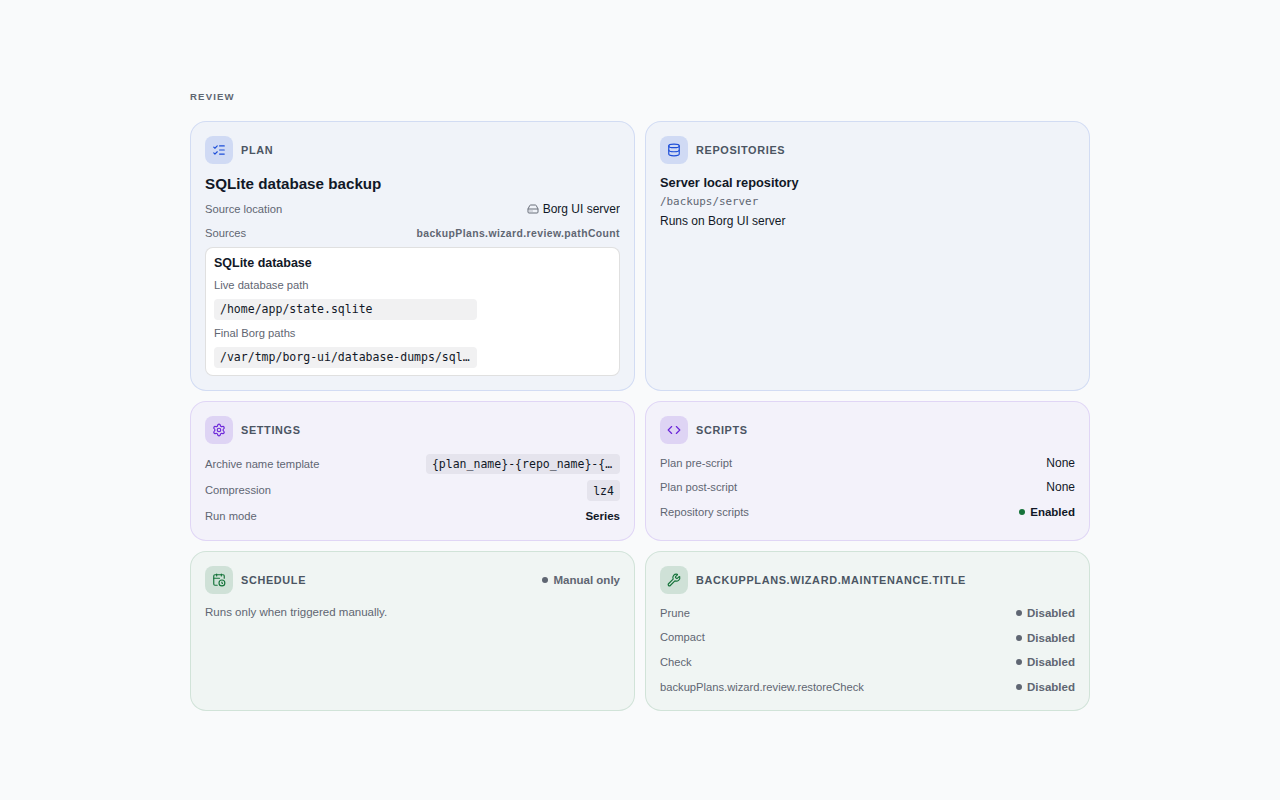 REVIEW
PLAN
SQLite database backup
Source location
Borg UI server
Sources
backupPlans.wizard.review.pathCount
SQLite database
Live database path
/home/app/state.sqlite
Final Borg paths
/var/tmp/borg-ui/database-dumps/sql…
REPOSITORIES
Server local repository
/backups/server
Runs on Borg UI server
SETTINGS
Archive name template
{plan_name}-{repo_name}-{…
Compression
lz4
Run mode
Series
SCRIPTS
Plan pre-script
None
Plan post-script
None
Repository scripts
Enabled
SCHEDULE
Manual only
Runs only when triggered manually.
BACKUPPLANS.WIZARD.MAINTENANCE.TITLE
Prune
Disabled
Compact
Disabled
Check
Disabled
backupPlans.wizard.review.restoreCheck
Disabled